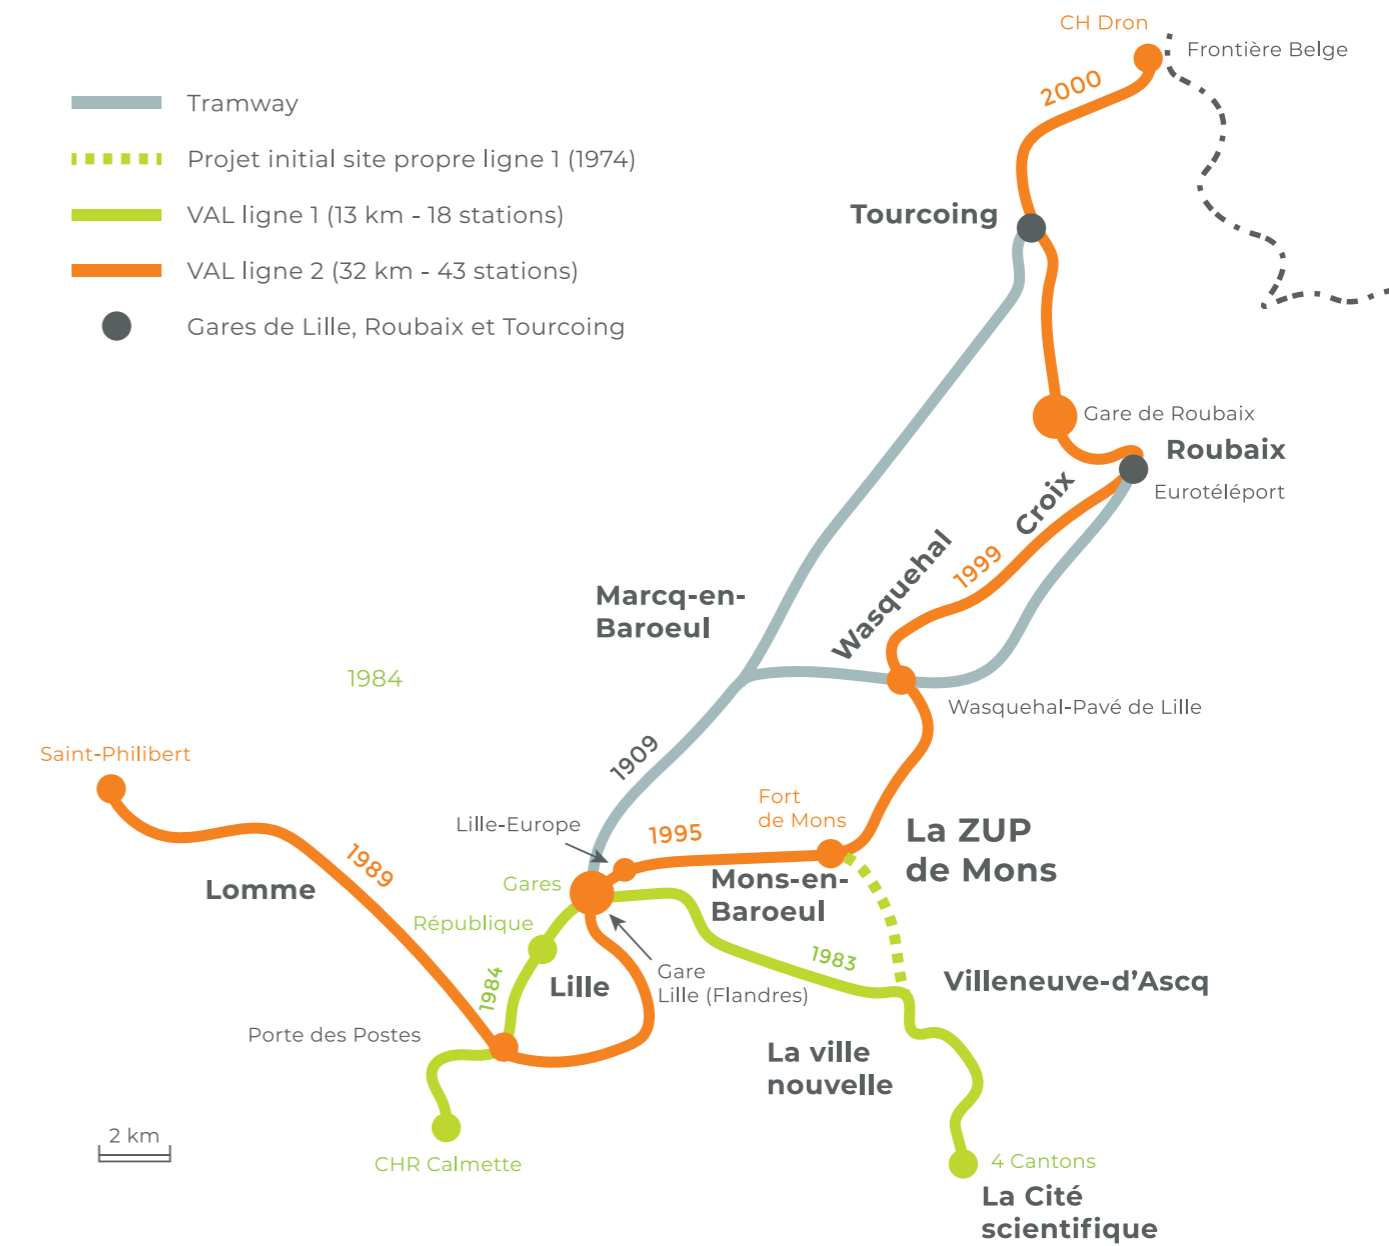 CH Dron
Frontière Belge
2000
Tramway
Projet initial site propre ligne 1 (1974)
VAL ligne 1 (13 km - 18 stations)
VAL ligne 2 (32 km - 43 stations)
Gares de Lille, Roubaix et Tourcoing
Tourcoing
Gare de Roubaix
Roubaix
Eurotéléport
Croix
Wasquehal
1999
Marcq-en-
Baroeul
1984
Wasquehal-Pavé de Lille
1909
Saint-Philibert
Fort
de Mons
Lille-Europe
1995
La ZUP
de Mons
1989
Lomme
Gares
Mons-en-
Baroeul
République
1983
1984
Lille
Gare
Lille (Flandres)
Villeneuve-d’Ascq
Porte des Postes
La ville
nouvelle
2 km
CHR Calmette
4 Cantons
La Cité
scientifique